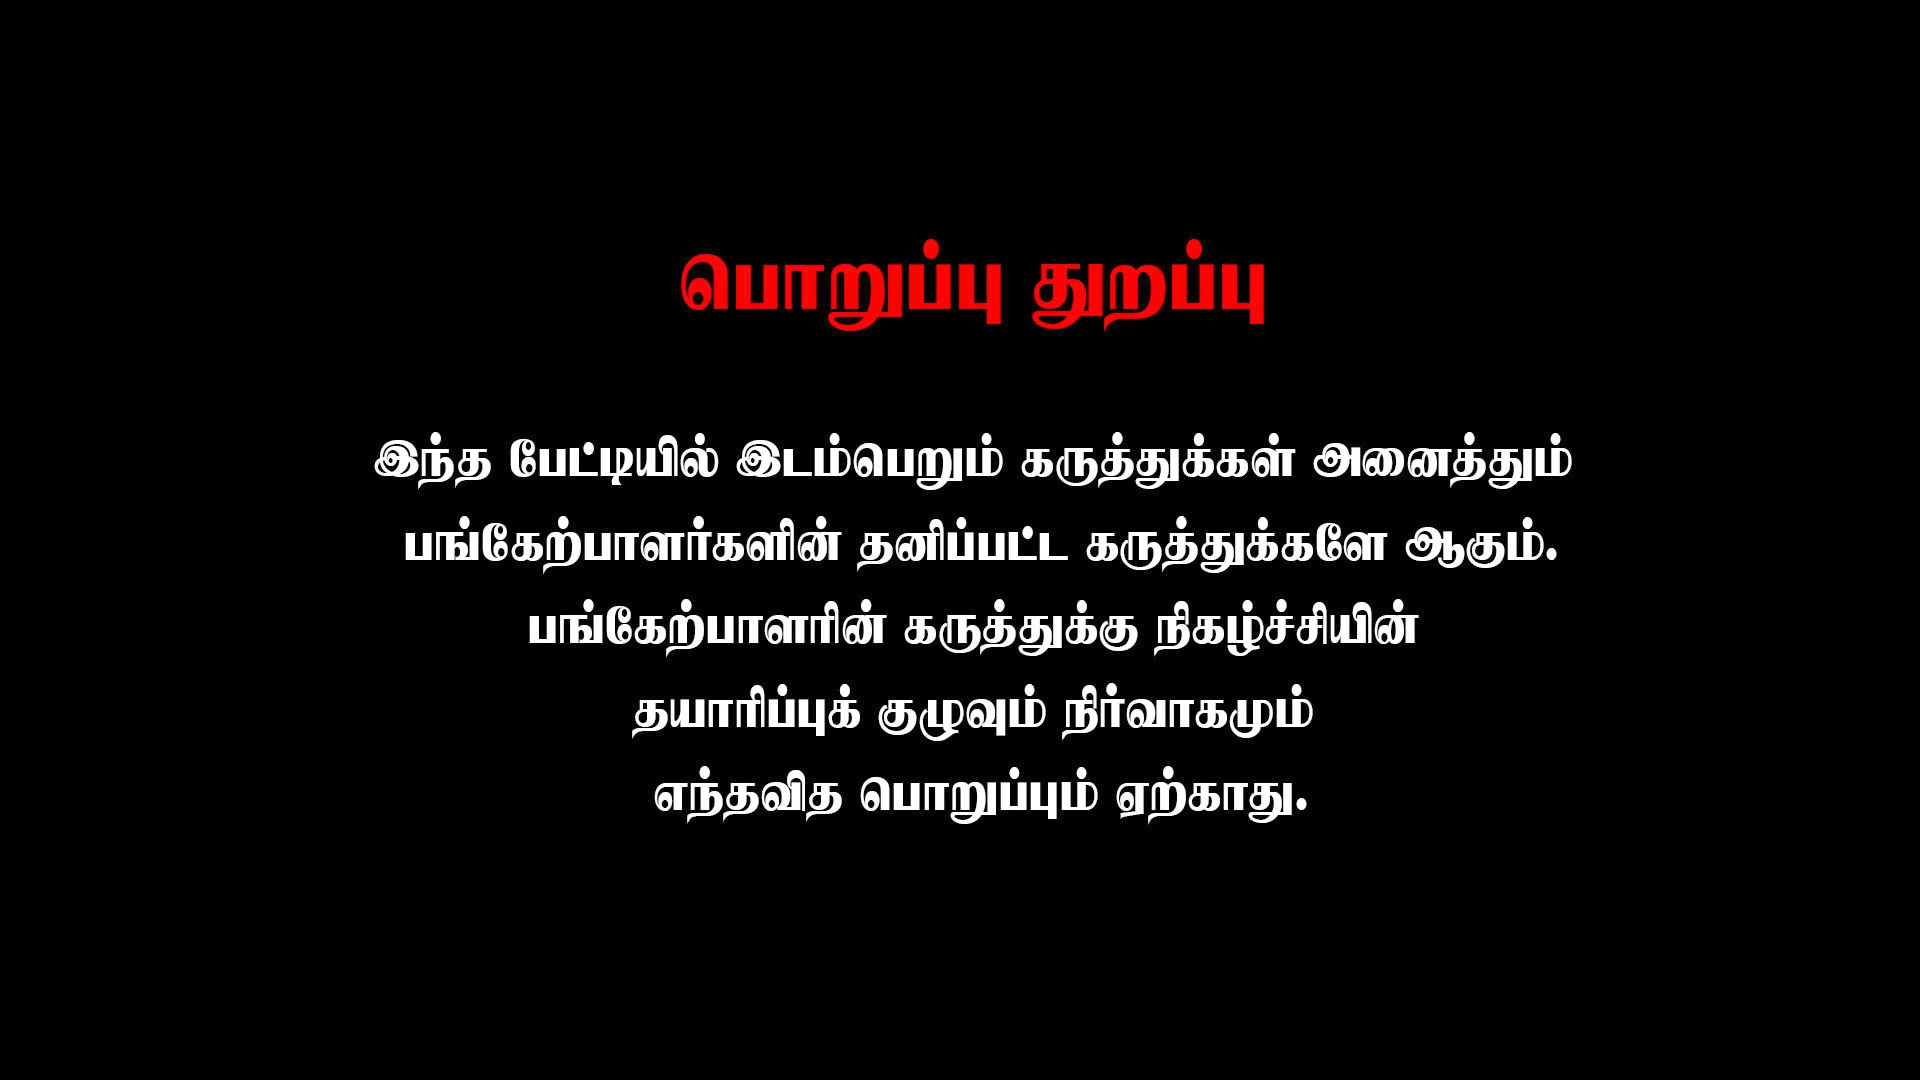 பொறுப்பு துறப்பு
இந்த பேட்டியில் இடம்பெறும் கருத்துக்கள் அனைத்தும்
பங்கேற்பாளர்களின் தனிப்பட்ட கருத்துக்களே ஆகும்.
பங்கேற்பாளரின் கருத்துக்கு நிகழ்ச்சியின்
தயாரிப்புக் குழுவும் நிர்வாகமும்
எந்தவித பொறுப்பும் ஏற்காது.